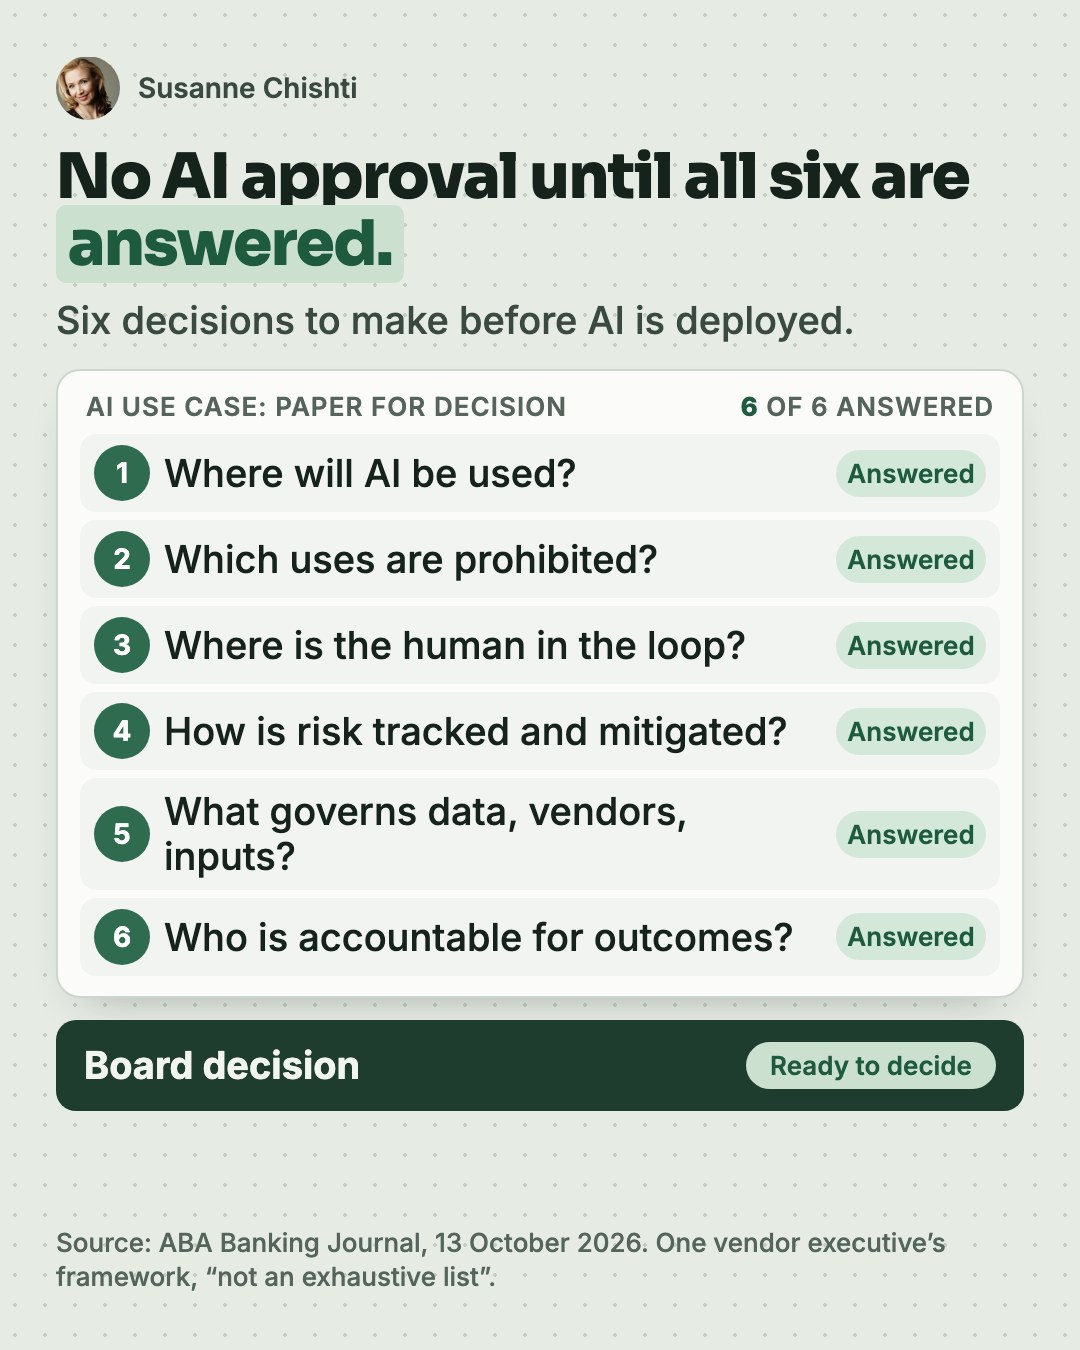 Susanne Chishti
No AI approval until all six are
answered.
Six decisions to make before AI is deployed.
AI USE CASE: PAPER FOR DECISION
6 OF 6 ANSWERED
1 Where will AI be used? Answered
2 Which uses are prohibited? Answered
3 Where is the human in the loop? Answered
4 How is risk tracked and mitigated? Answered
5 What governs data, vendors,
inputs? Answered
6 Who is accountable for outcomes? Answered
Board decision Ready to decide
Source: ABA Banking Journal, 13 October 2026. One vendor executive’s
framework, “not an exhaustive list”.